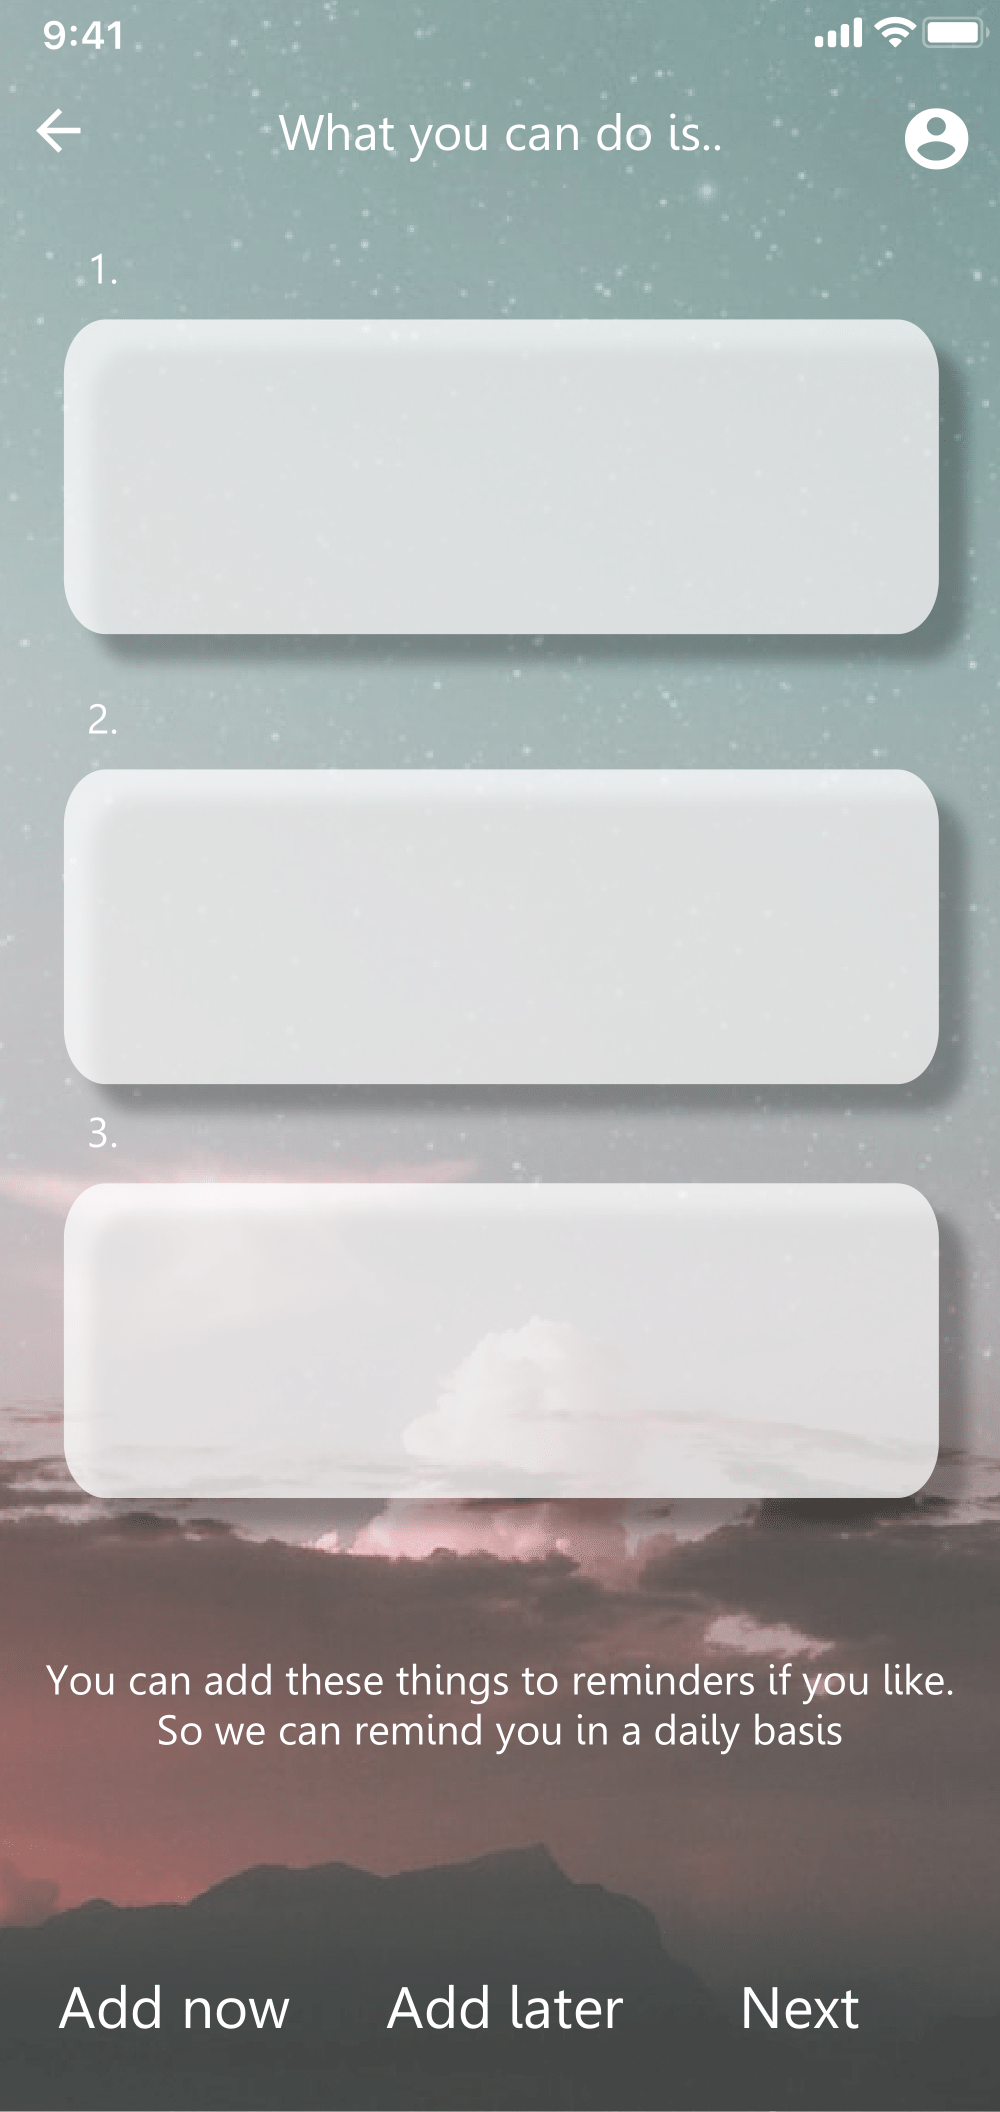 9:41
What you can do is..
1.
2.
3.
You can add these things to reminders if you like.
So we can remind you in a daily basis
Add now Add later Next